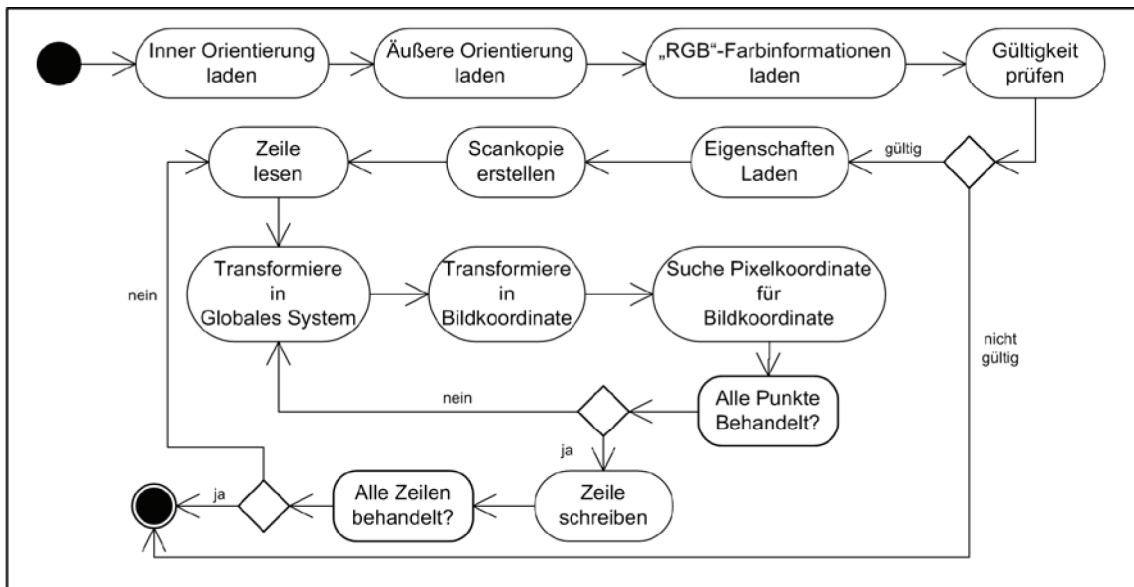 Inner Orientierung
laden
Äußere Orientierung
laden
„RGB“-Farbinformationen
laden
Gültigkeit
prüfen
gültig
Eigenschaften
Laden
Scankopie
erstellen
Zeile
lesen
Transformiere
in
Globales System
Transformiere
in
Bildkoordinate
Suche Pixelkoordinate
für
Bildkoordinate
nein
nicht
gültig
Alle Punkte
Behandelt?
nein
ja
Zeile
schreiben
Alle Zeilen
behandelt?
ja